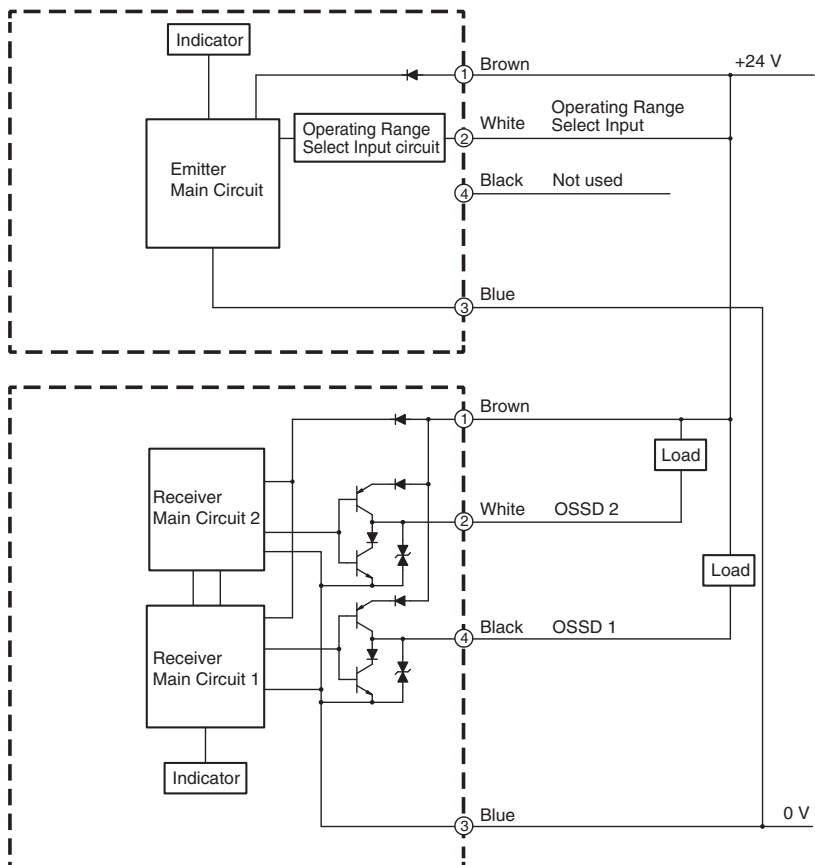 Indicator
Brown
+24 V
1
Operating Range
Select Input circuit
2
White
Operating Range
Select Input
Emitter
Main Circuit
4
Black
Not used
3
Blue
1
Brown
Load
Receiver
Main Circuit 2
2
White
OSSD 2
Load
Receiver
Main Circuit 1
4
Black
OSSD 1
Indicator
3
Blue
0 V